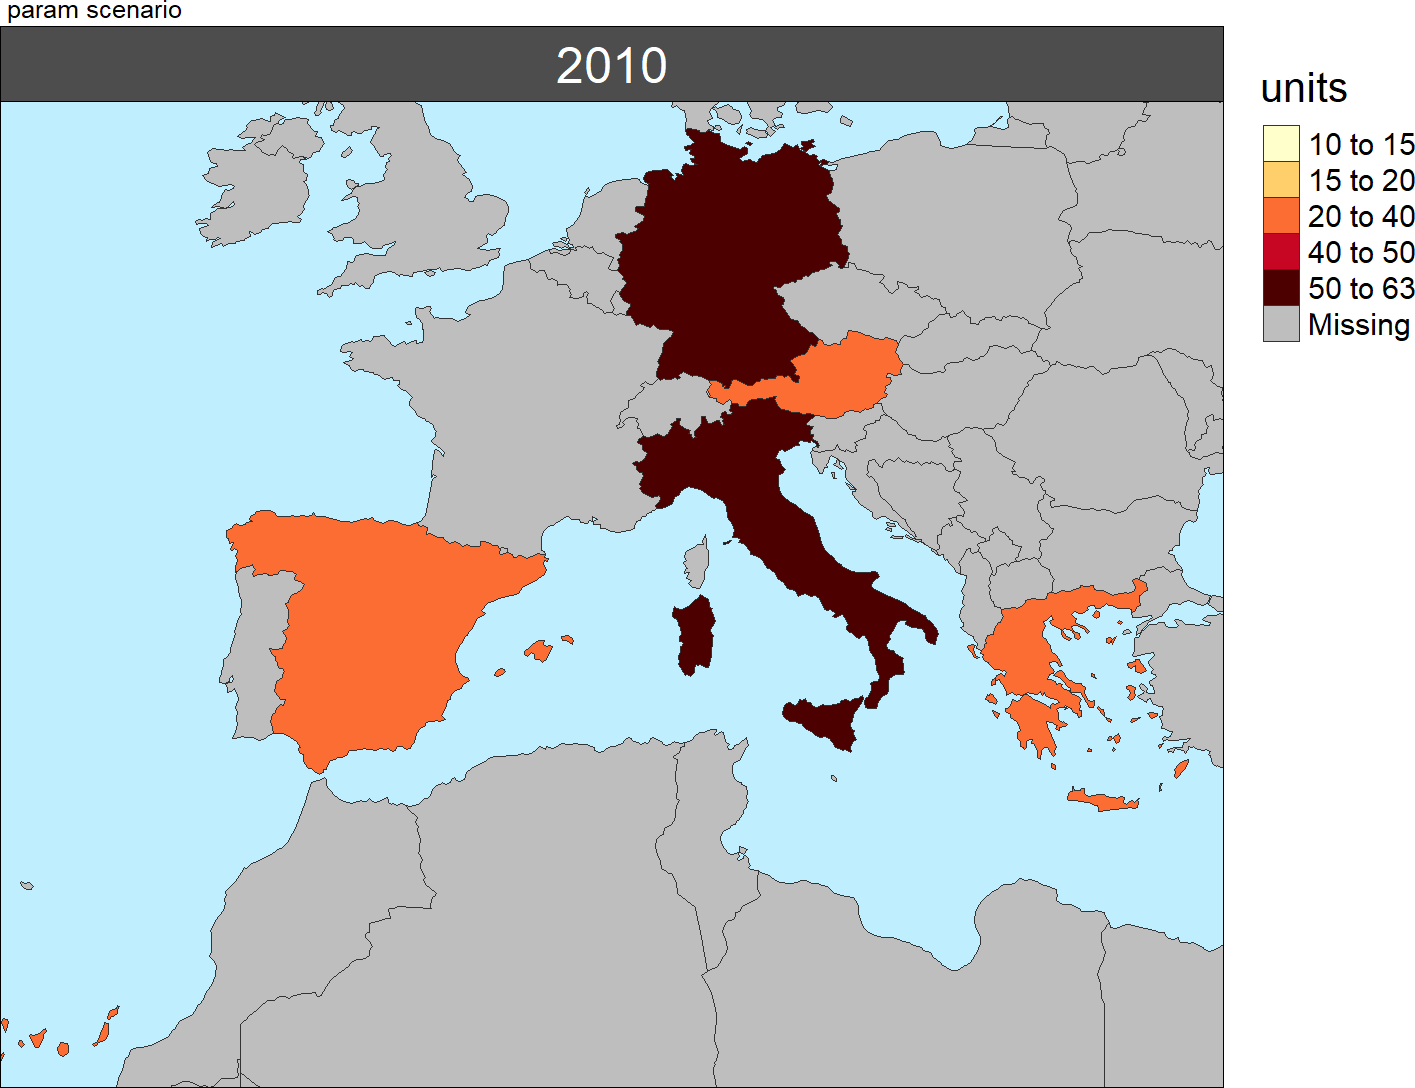 param scenario
2010
units
10 to 15
15 to 20
20 to 40
40 to 50
50 to 63
Missing